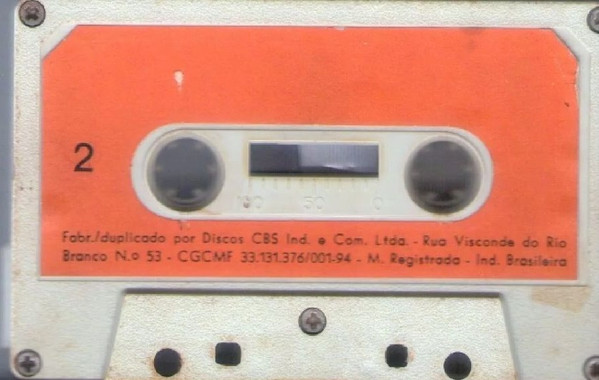 2
100 50 0
Fabr./duplicado por Discos CBS Ind. e Com. Ltda. - Rua Visconde do Rio
Branco N.o 53 - CGCMF 33.131.376/001-94 - M. Registrada - Ind. Brasileira